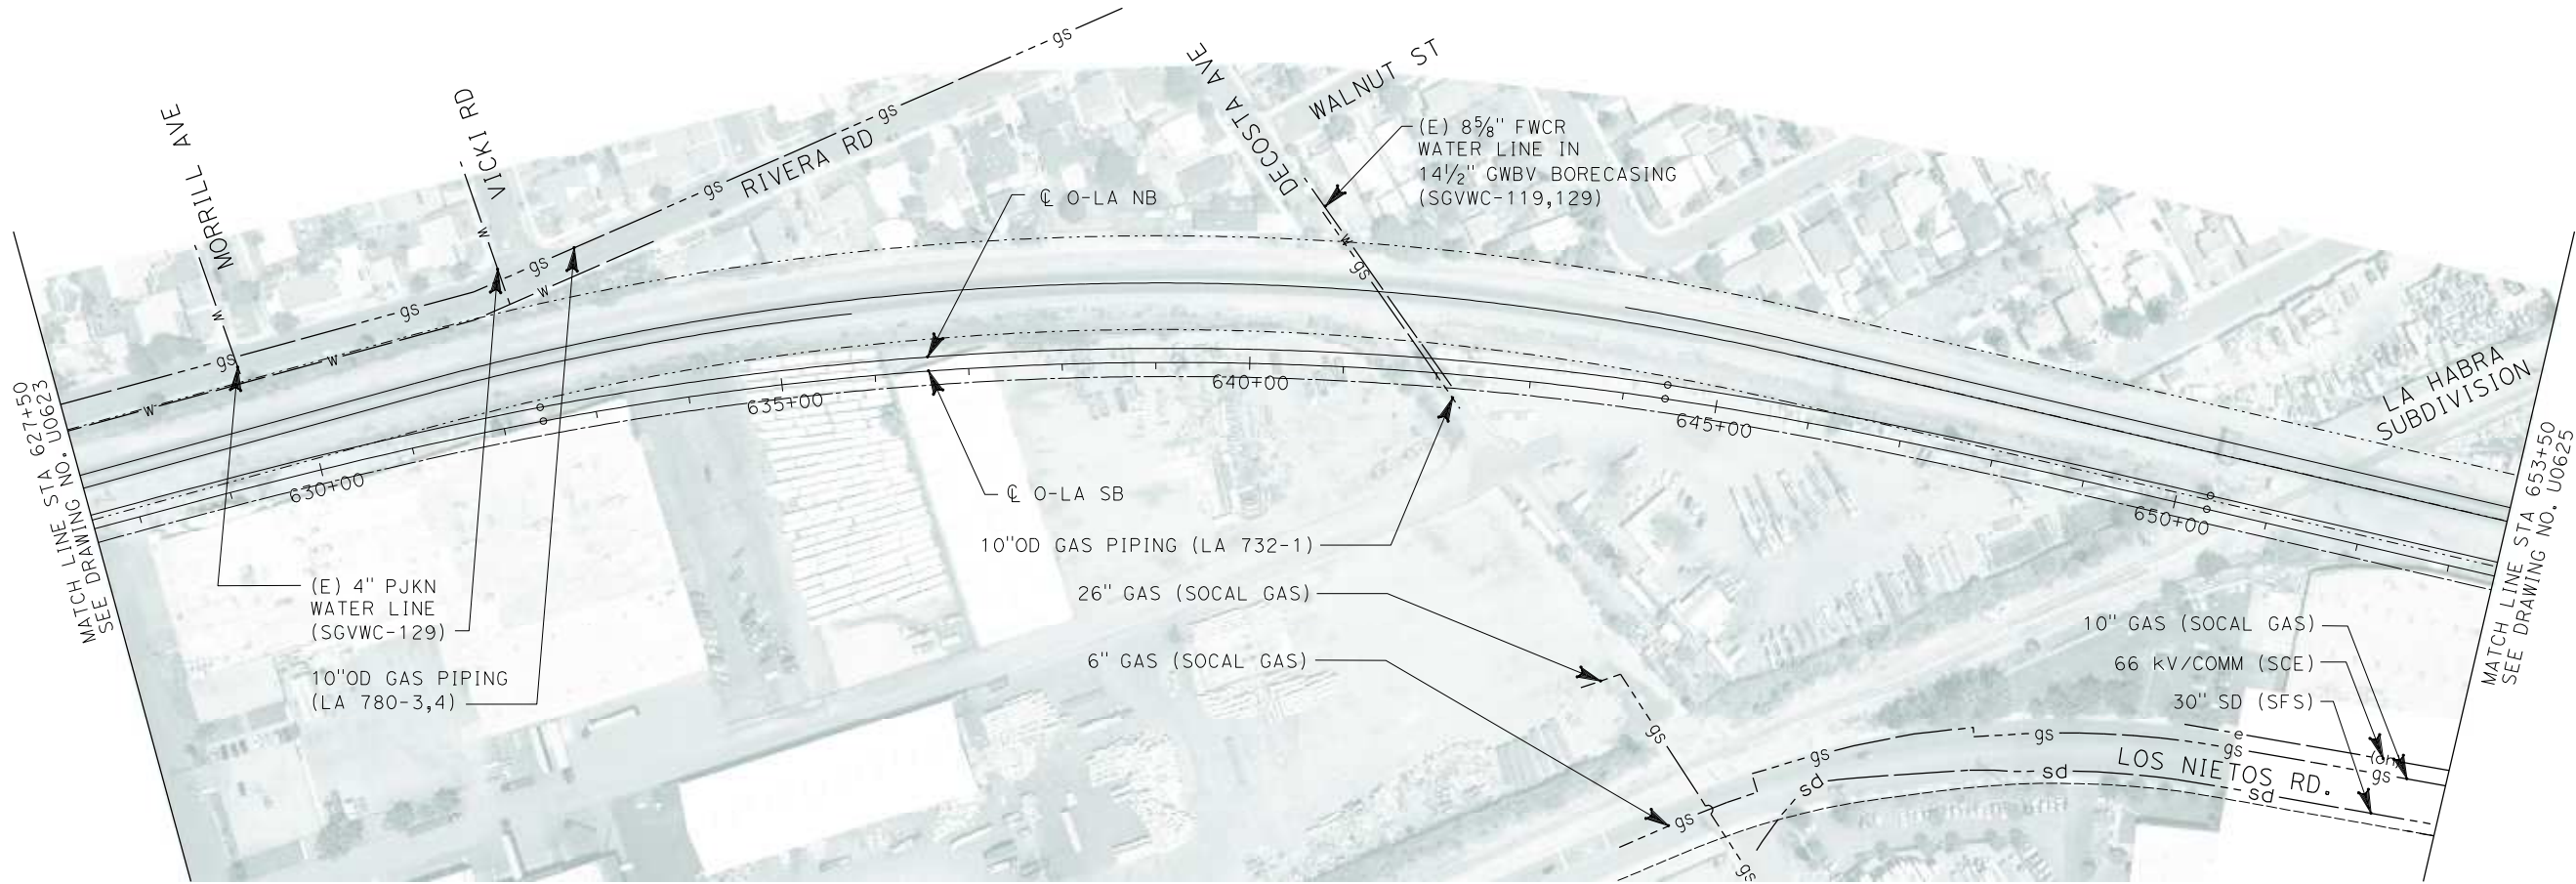 MORRILL AVE
VICKI RD
RIVERA RD
DECOSTA AVE
WALNUT ST
gs
gs
gs
gs
gs
gs
w
w
w
w
w
w
gs
(E) 8⅝" FWCR
WATER LINE IN
14½" GWBV BORECASING
(SGVWC-119,129)
℄ O-LA NB
℄ O-LA SB
630+00
635+00
640+00
645+00
650+00
LA HABRA
SUBDIVISION
MATCH LINE STA 627+50
SEE DRAWING NO. U0623
MATCH LINE STA 653+50
SEE DRAWING NO. U0625
(E) 4" PJKN
WATER LINE
(SGVWC-129)
10"OD GAS PIPING
(LA 780-3,4)
10"OD GAS PIPING (LA 732-1)
26" GAS (SOCAL GAS)
6" GAS (SOCAL GAS)
10" GAS (SOCAL GAS)
66 kV/COMM (SCE)
30" SD (SFS)
gs
gs
gs
gs
gs
gs
gs
e
(oh)
sd
sd
sd
LOS NIETOS RD.